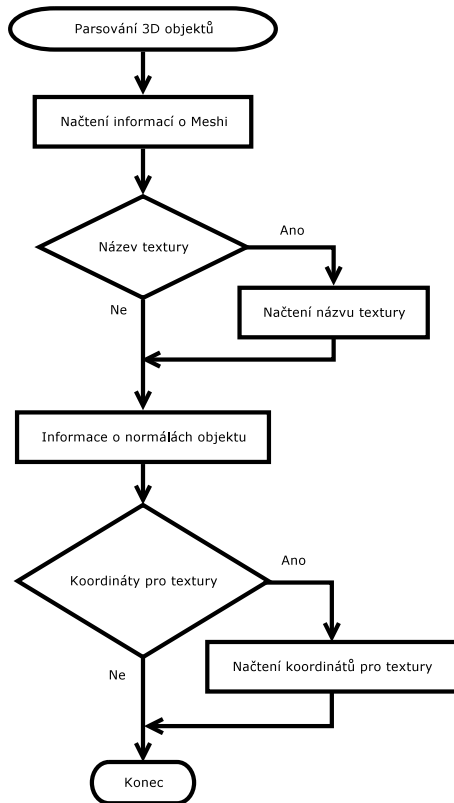 Parsování 3D objektů
Načtení informací o Meshi
Název textury
Ano
Načtení názvu textury
Ne
Informace o normálách objektu
Koordináty pro textury
Ano
Načtení koordinátů pro textury
Ne
Konec